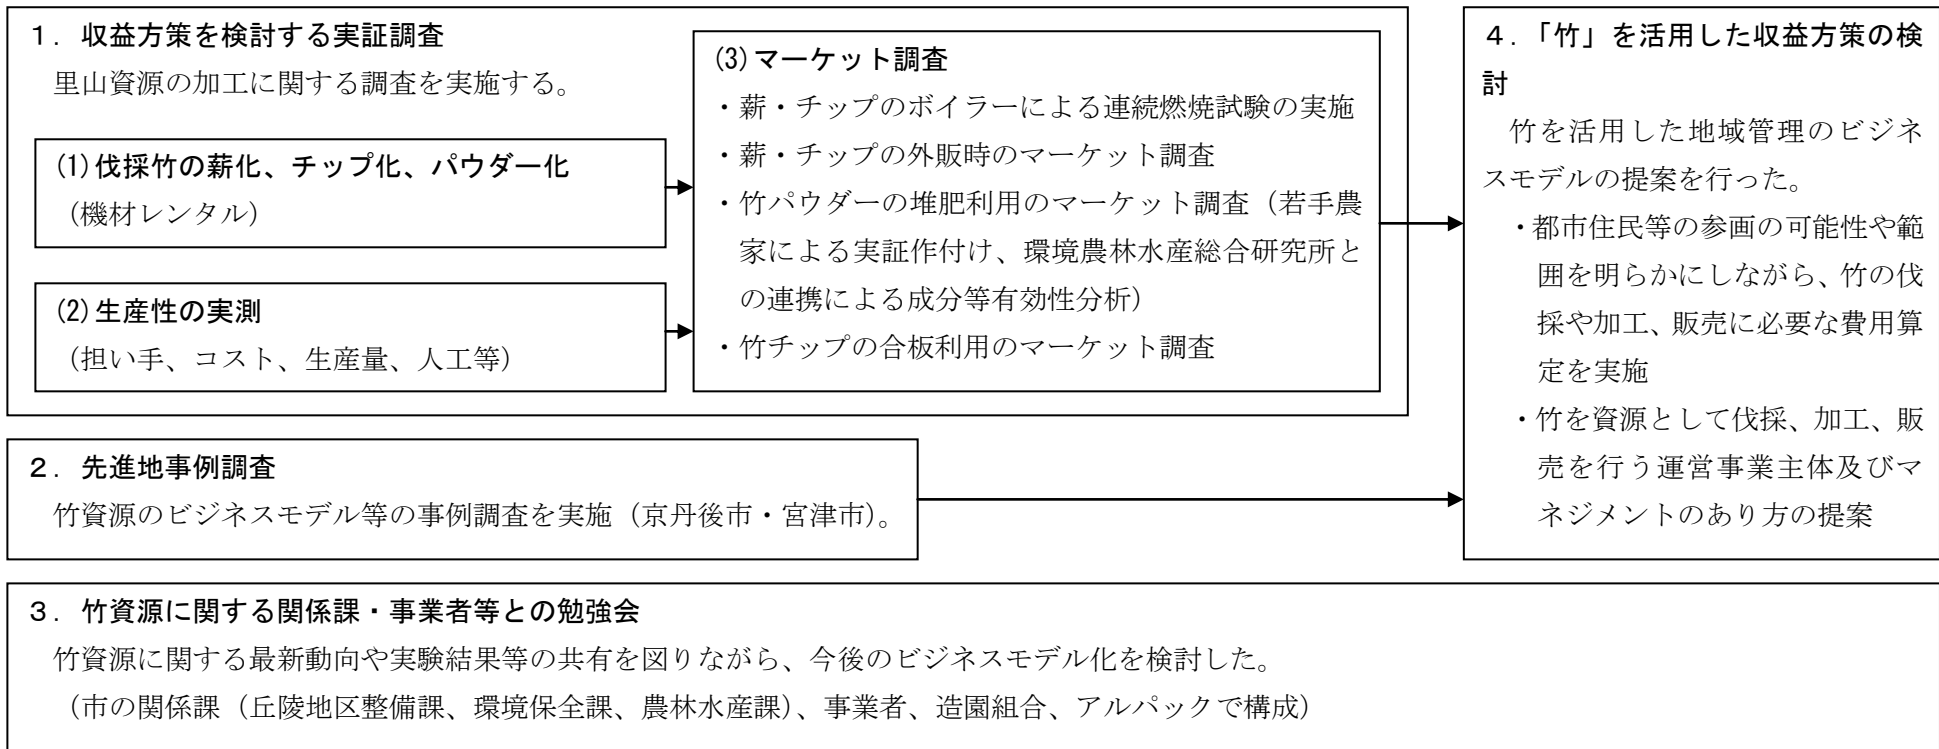 １．収益方策を検討する実証調査
里山資源の加工に関する調査を実施する。
(1)伐採竹の薪化、チップ化、パウダー化
（機材レンタル）
(2)生産性の実測
（担い手、コスト、生産量、人工等）
(3)マーケット調査
・薪・チップのボイラーによる連続燃焼試験の実施
・薪・チップの外販時のマーケット調査
・竹パウダーの堆肥利用のマーケット調査（若手農
家による実証作付け、環境農林水産総合研究所と
の連携による成分等有効性分析）
・竹チップの合板利用のマーケット調査
２．先進地事例調査
竹資源のビジネスモデル等の事例調査を実施（京丹後市・宮津市）。
４．「竹」を活用した収益方策の検
討
竹を活用した地域管理のビジネ
スモデルの提案を行った。
・都市住民等の参画の可能性や範
囲を明らかにしながら、竹の伐
採や加工、販売に必要な費用算
定を実施
・竹を資源として伐採、加工、販
売を行う運営事業主体及びマ
ネジメントのあり方の提案
３．竹資源に関する関係課・事業者等との勉強会
竹資源に関する最新動向や実験結果等の共有を図りながら、今後のビジネスモデル化を検討した。
（市の関係課（丘陵地区整備課、環境保全課、農林水産課）、事業者、造園組合、アルパックで構成）